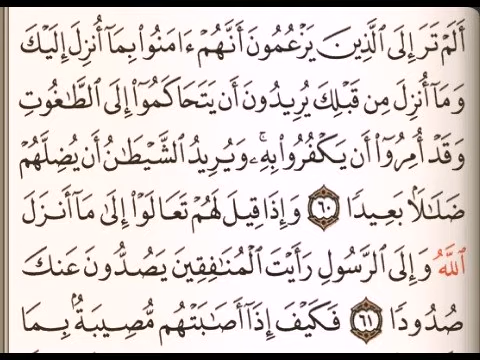 أَلَمْ تَرَ إِلَى ٱلَّذِينَ يَزْعُمُونَ أَنَّهُمْ ءَامَنُوا۟ بِمَآ أُنزِلَ إِلَيْكَ
وَمَآ أُنزِلَ مِن قَبْلِكَ يُرِيدُونَ أَن يَتَحَاكَمُوٓا۟ إِلَى ٱلطَّٰغُوتِ
وَقَدْ أُمِرُوٓا۟ أَن يَكْفُرُوا۟ بِهِۦۚ وَيُرِيدُ ٱلشَّيْطَٰنُ أَن يُضِلَّهُمْ
ضَلَٰلًۢا بَعِيدًا ٦٠ وَإِذَا قِيلَ لَهُمْ تَعَالَوْا۟ إِلَىٰ مَآ أَنزَلَ
ٱللَّهُ وَإِلَى ٱلرَّسُولِ رَأَيْتَ ٱلْمُنَٰفِقِينَ يَصُدُّونَ عَنكَ
صُدُودًا ٦١ فَكَيْفَ إِذَآ أَصَٰبَتْهُم مُّصِيبَةٌۢ بِمَا